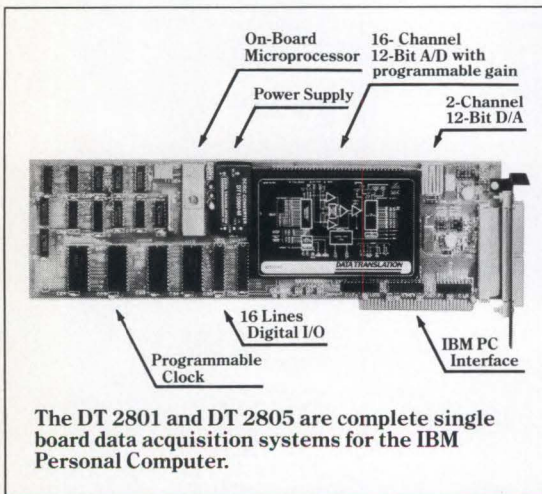 On-Board
Microprocessor
16- Channel
12-Bit A/D with
programmable gain
Power Supply
2-Channel
12-Bit D/A
DATA TRANSLATION
16 Lines
Digital I/O
Programmable
Clock
IBM PC
Interface
The DT 2801 and DT 2805 are complete single
board data acquisition systems for the IBM
Personal Computer.